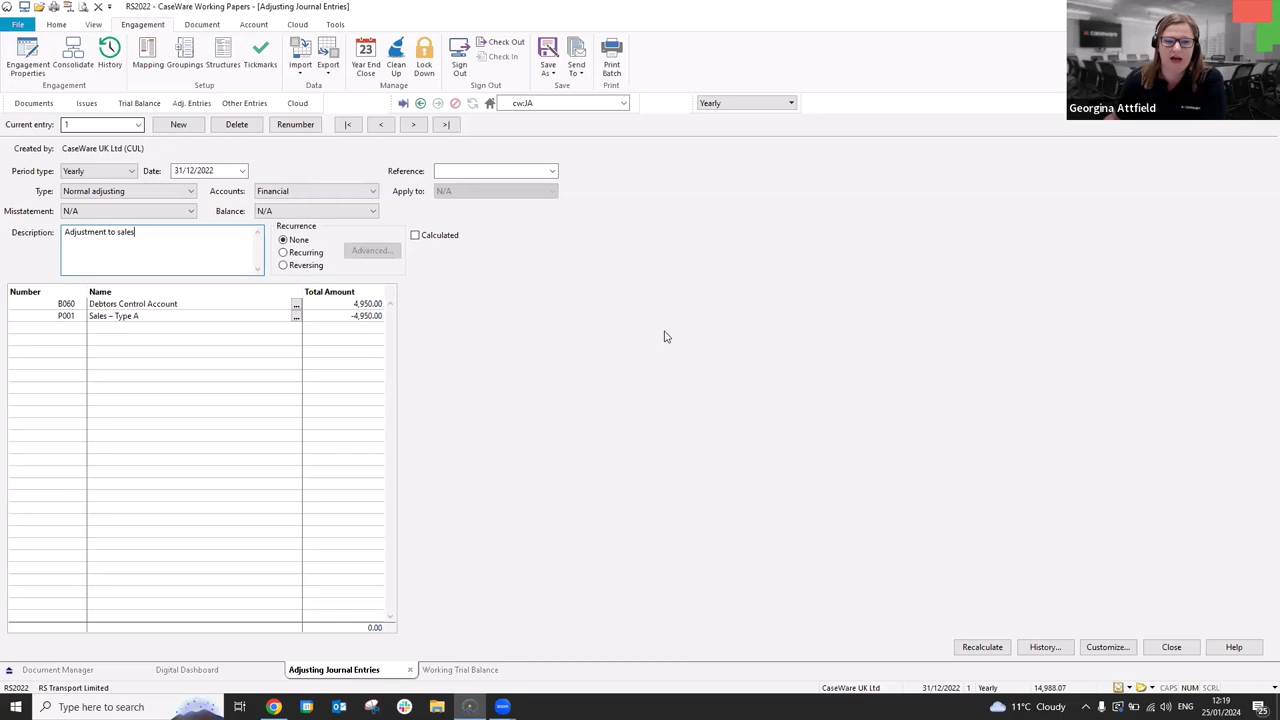 RS2022 - CaseWare Working Papers - [Adjusting Journal Entries]
File Home View Engagement Document Account Cloud Tools
Engagement Properties Consolidate History Mapping Groupings Structures Tickmarks Import Export Year End Close Clean Up Lock Down Sign Out Check Out Check In Save As Send To Print Batch
23
Engagement Setup Data Manage Sign Out Save Print
Georgina Attfield
Documents Issues Trial Balance Adj. Entries Other Entries Cloud cw:JA Yearly
Current entry: 1 New Delete Renumber |< < > >|
Created by: CaseWare UK Ltd (CUL)
Period type: Yearly Date: 31/12/2022 Reference:
Type: Normal adjusting Accounts: Financial Apply to: N/A
Misstatement: N/A Balance: N/A
Description: Adjustment to sales
Recurrence
None
Recurring
Reversing
Advanced...
Calculated
Number Name Total Amount
B060 Debtors Control Account ... 4,950.00
P001 Sales – Type A ... -4,950.00
0.00
Recalculate History... Customize... Close Help
Document Manager Digital Dashboard Adjusting Journal Entries × Working Trial Balance
RS2022 RS Transport Limited CaseWare UK Ltd 31/12/2022 1 Yearly 14,988.07 CAPS NUM SCRL
Type here to search 11°C Cloudy ENG 12:19
25/01/2024